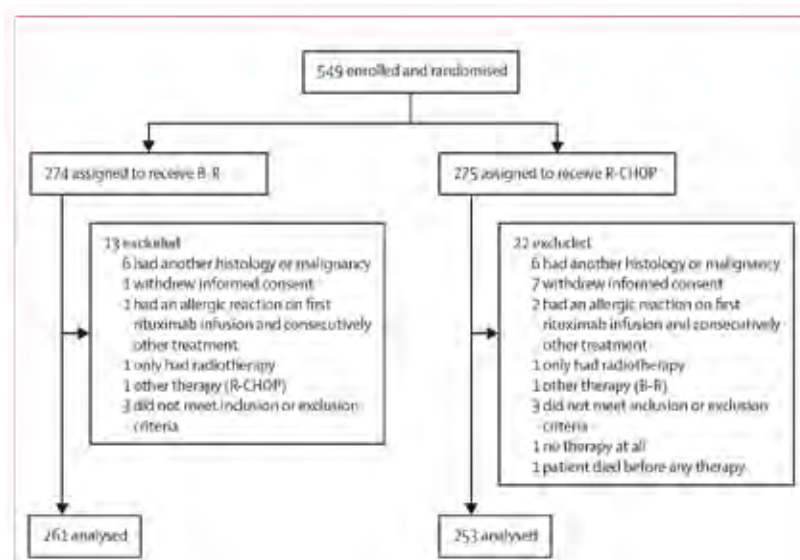 549 enrolled and randomised
274 assigned to receive B-R
275 assigned to receive R-CHOP
13 excluded
6 had another histology or malignancy
1 withdrew informed consent
1 had an allergic reaction on first
rituximab infusion and consecutively
other treatment
1 only had radiotherapy
1 other therapy (R-CHOP)
3 did not meet inclusion or exclusion
criteria
22 excluded
6 had another histology or malignancy
7 withdrew informed consent
2 had an allergic reaction on first
rituximab infusion and consecutively
other treatment
1 only had radiotherapy
1 other therapy (B-R)
3 did not meet inclusion or exclusion
criteria
1 no therapy at all
1 patient died before any therapy
261 analysed
253 analysed